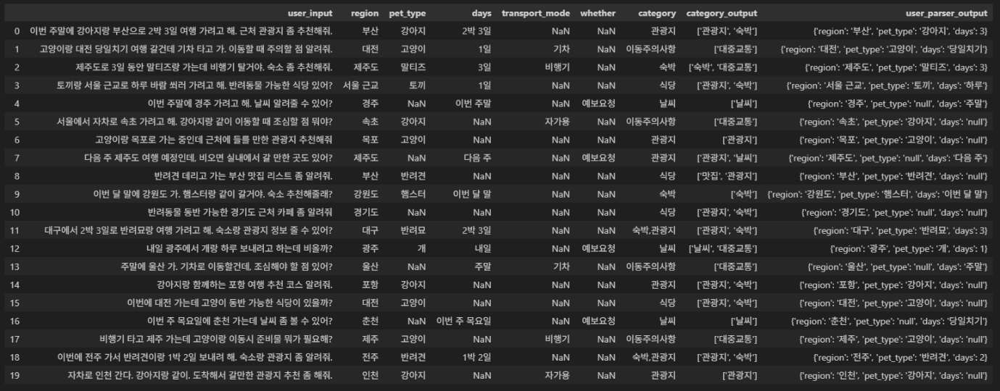 user_input region pet_type days transport_mode whether category category_output user_parser_output
0 이번 주말에 강아지랑 부산으로 2박 3일 여행 가려고 해. 근처 관광지 좀 추천해줘. 부산 강아지 2박 3일 NaN NaN 관광지 ['관광지', '숙박'] {'region': '부산', 'pet_type': '강아지', 'days': 3}
1 고양이랑 대전 당일치기 여행 갈건데 기차 타고 가. 이동할 때 주의할 점 알려줘. 대전 고양이 1일 기차 NaN 이동주의사항 ['대중교통'] {'region': '대전', 'pet_type': '고양이', 'days': '당일치기'}
2 제주도로 3일 동안 말티즈랑 가는데 비행기 탈거야. 숙소 좀 추천해줘. 제주도 말티즈 3일 비행기 NaN 숙박 ['숙박', '대중교통'] {'region': '제주도', 'pet_type': '말티즈', 'days': 3}
3 토끼랑 서울 근교로 하루 바람 쐬러 가려고 해. 반려동물 가능한 식당 있어? 서울 근교 토끼 1일 NaN NaN 식당 ['관광지', '숙박'] {'region': '서울 근교', 'pet_type': '토끼', 'days': '하루'}
4 이번 주말에 경주 가려고 해. 날씨 알려줄 수 있어? 경주 NaN 이번 주말 NaN 예보요청 날씨 ['날씨'] {'region': '경주', 'pet_type': 'null', 'days': '주말'}
5 서울에서 자차로 속초 가려고 해. 강아지랑 같이 이동할 때 조심할 점 뭐야? 속초 강아지 NaN 자가용 NaN 이동주의사항 ['대중교통'] {'region': '속초', 'pet_type': '강아지', 'days': 'null'}
6 고양이랑 목포로 가는 중인데 근처에 들를 만한 관광지 추천해줘 목포 고양이 NaN NaN NaN 관광지 ['관광지'] {'region': '목포', 'pet_type': '고양이', 'days': 'null'}
7 다음 주 제주도 여행 예정인데, 비오면 실내에서 갈 만한 곳도 있어? 제주도 NaN 다음 주 NaN 예보요청 관광지 ['관광지', '날씨'] {'region': '제주도', 'pet_type': 'null', 'days': '다음 주'}
8 반려견 데리고 가는 부산 맛집 리스트 좀 알려줘. 부산 반려견 NaN NaN NaN 식당 ['맛집', '관광지'] {'region': '부산', 'pet_type': '반려견', 'days': 'null'}
9 이번 달 말에 강원도 가. 햄스터랑 같이 갈거야. 숙소 추천해줄래? 강원도 햄스터 이번 달 말 NaN NaN 숙박 ['숙박'] {'region': '강원도', 'pet_type': '햄스터', 'days': '이번 달 말'}
10 반려동물 동반 가능한 경기도 근처 카페 좀 알려줘 경기도 NaN NaN NaN NaN 식당 ['관광지', '숙박'] {'region': '경기도', 'pet_type': 'null', 'days': 'null'}
11 대구에서 2박 3일로 반려묘랑 여행 가려고 해. 숙소랑 관광지 정보 줄 수 있어? 대구 반려묘 2박 3일 NaN NaN 숙박,관광지 ['관광지', '숙박'] {'region': '대구', 'pet_type': '반려묘', 'days': 3}
12 내일 광주에서 개랑 하루 보내려고 하는데 비올까? 광주 개 내일 NaN 예보요청 날씨 ['날씨', '대중교통'] {'region': '광주', 'pet_type': '개', 'days': 1}
13 주말에 울산 가. 기차로 이동할건데, 조심해야 할 점 있어? 울산 NaN 주말 기차 NaN 이동주의사항 ['대중교통'] {'region': '울산', 'pet_type': 'null', 'days': '주말'}
14 강아지랑 함께하는 포항 여행 추천 코스 알려줘. 포항 강아지 NaN NaN NaN 관광지 ['관광지', '숙박'] {'region': '포항', 'pet_type': '강아지', 'days': 'null'}
15 이번에 대전 가는데 고양이 동반 가능한 식당이 있을까? 대전 고양이 NaN NaN NaN 식당 ['관광지', '숙박'] {'region': '대전', 'pet_type': '고양이', 'days': 'null'}
16 이번 주 목요일에 춘천 가는데 날씨 좀 볼 수 있어? 춘천 NaN 이번 주 목요일 NaN 예보요청 날씨 ['날씨'] {'region': '춘천', 'pet_type': 'null', 'days': '당일치기'}
17 비행기 타고 제주 가는데 고양이랑 이동시 준비물 뭐가 필요해? 제주 고양이 NaN 비행기 NaN 이동주의사항 ['대중교통'] {'region': '제주', 'pet_type': '고양이', 'days': 'null'}
18 이번에 전주 가서 반려견이랑 1박 2일 보내려 해. 숙소랑 관광지 좀 알려줘. 전주 반려견 1박 2일 NaN NaN 숙박,관광지 ['관광지', '숙박'] {'region': '전주', 'pet_type': '반려견', 'days': 2}
19 자차로 인천 간다. 강아지랑 같이. 도착해서 갈만한 관광지 추천 좀 해줘. 인천 강아지 NaN 자가용 NaN 관광지 ['관광지'] {'region': '인천', 'pet_type': '강아지', 'days': 'null'}